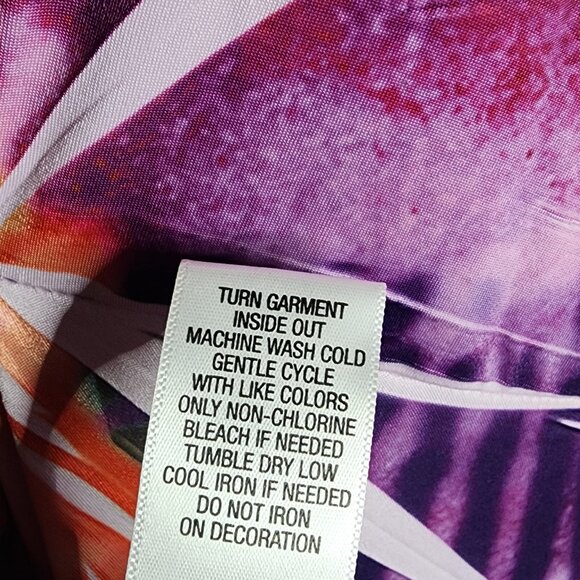 TURN GARMENT
INSIDE OUT
MACHINE WASH COLD
GENTLE CYCLE
WITH LIKE COLORS
ONLY NON-CHLORINE
BLEACH IF NEEDED
TUMBLE DRY LOW
COOL IRON IF NEEDED
DO NOT IRON
ON DECORATION